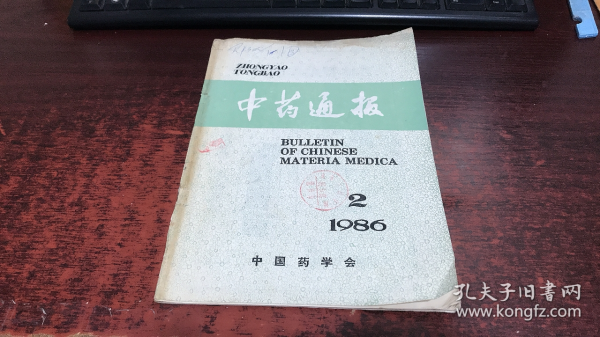 ZHONGYAO
TONGBAO
中药通报
BULLETIN
OF CHINESE
MATERIA MEDICA
2
1986
中国药学会
孔夫子旧书网
www.kongfz.com